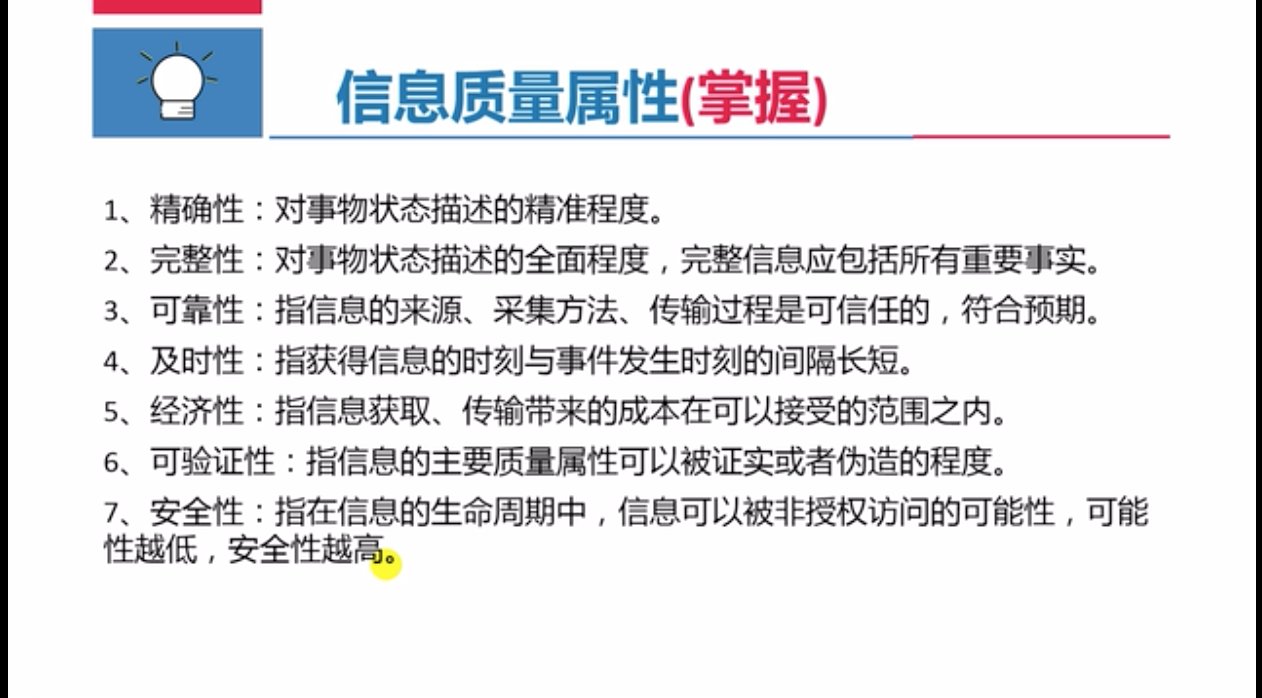 信息质量属性(掌握)
1、精确性：对事物状态描述的精准程度。
2、完整性：对事物状态描述的全面程度，完整信息应包括所有重要事实。
3、可靠性：指信息的来源、采集方法、传输过程是可信任的，符合预期。
4、及时性：指获得信息的时刻与事件发生时刻的间隔长短。
5、经济性：指信息获取、传输带来的成本在可以接受的范围之内。
6、可验证性：指信息的主要质量属性可以被证实或者伪造的程度。
7、安全性：指在信息的生命周期中，信息可以被非授权访问的可能性，可能
性越低，安全性越高。